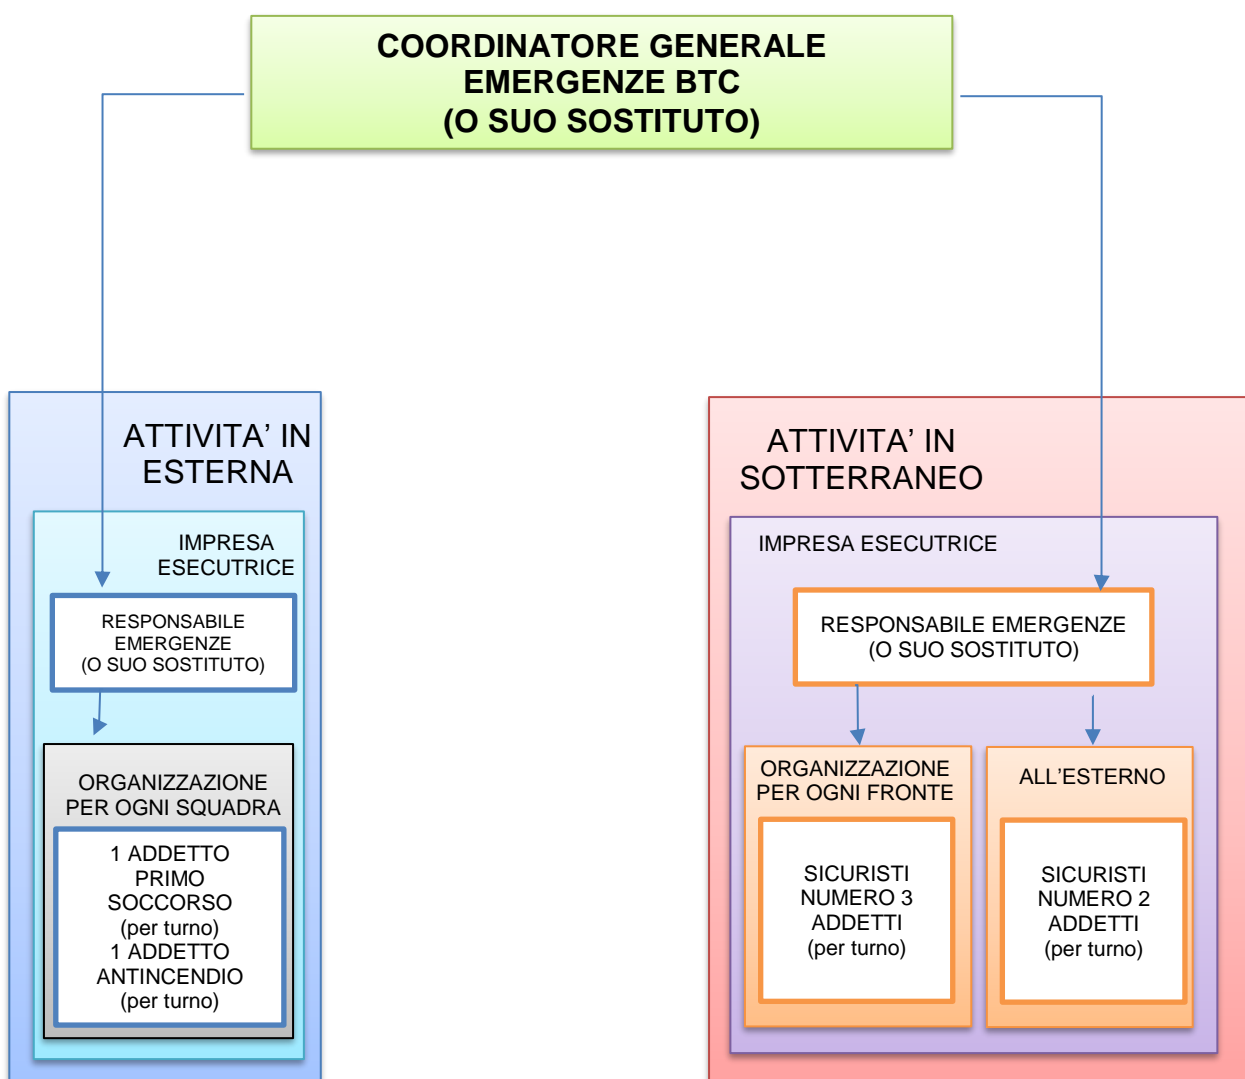 COORDINATORE GENERALE
EMERGENZE BTC
(O SUO SOSTITUTO)
ATTIVITA’ IN
ESTERNA
IMPRESA
ESECUTRICE
RESPONSABILE
EMERGENZE
(O SUO SOSTITUTO)
ORGANIZZAZIONE
PER OGNI SQUADRA
1 ADDETTO
PRIMO
SOCCORSO
(per turno)
1 ADDETTO
ANTINCENDIO
(per turno)
ATTIVITA’ IN
SOTTERRANEO
IMPRESA ESECUTRICE
RESPONSABILE EMERGENZE
(O SUO SOSTITUTO)
ORGANIZZAZIONE
PER OGNI FRONTE
SICURISTI
NUMERO 3
ADDETTI
(per turno)
ALL’ESTERNO
SICURISTI
NUMERO 2
ADDETTI
(per turno)